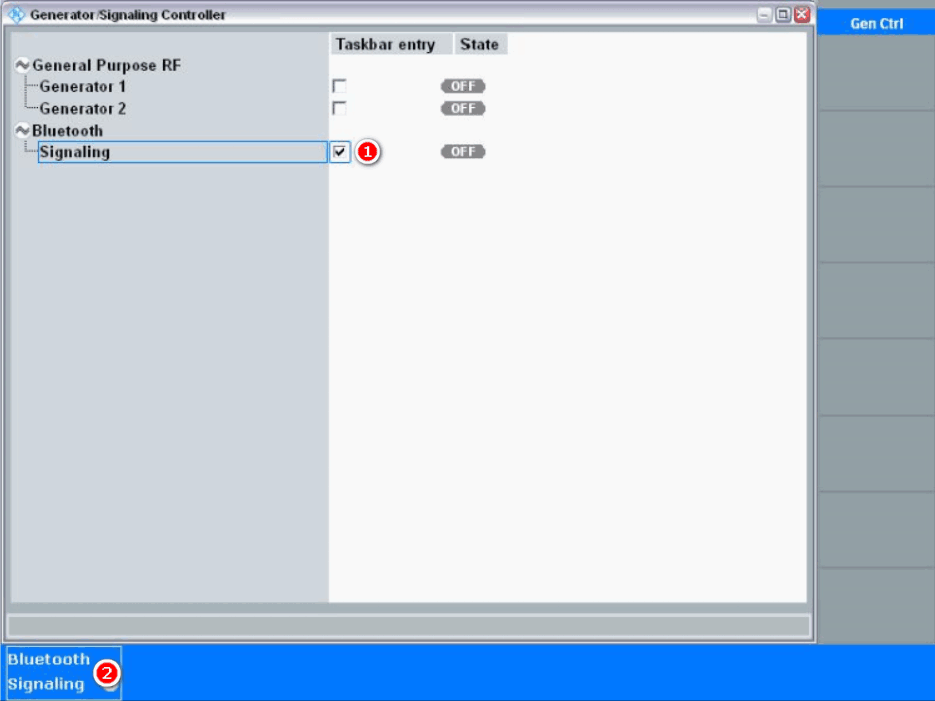 Generator/Signaling Controller
Gen Ctrl
Taskbar entry State
General Purpose RF
Generator 1 OFF
Generator 2 OFF
Bluetooth
Signaling 1 OFF
Bluetooth
Signaling 2